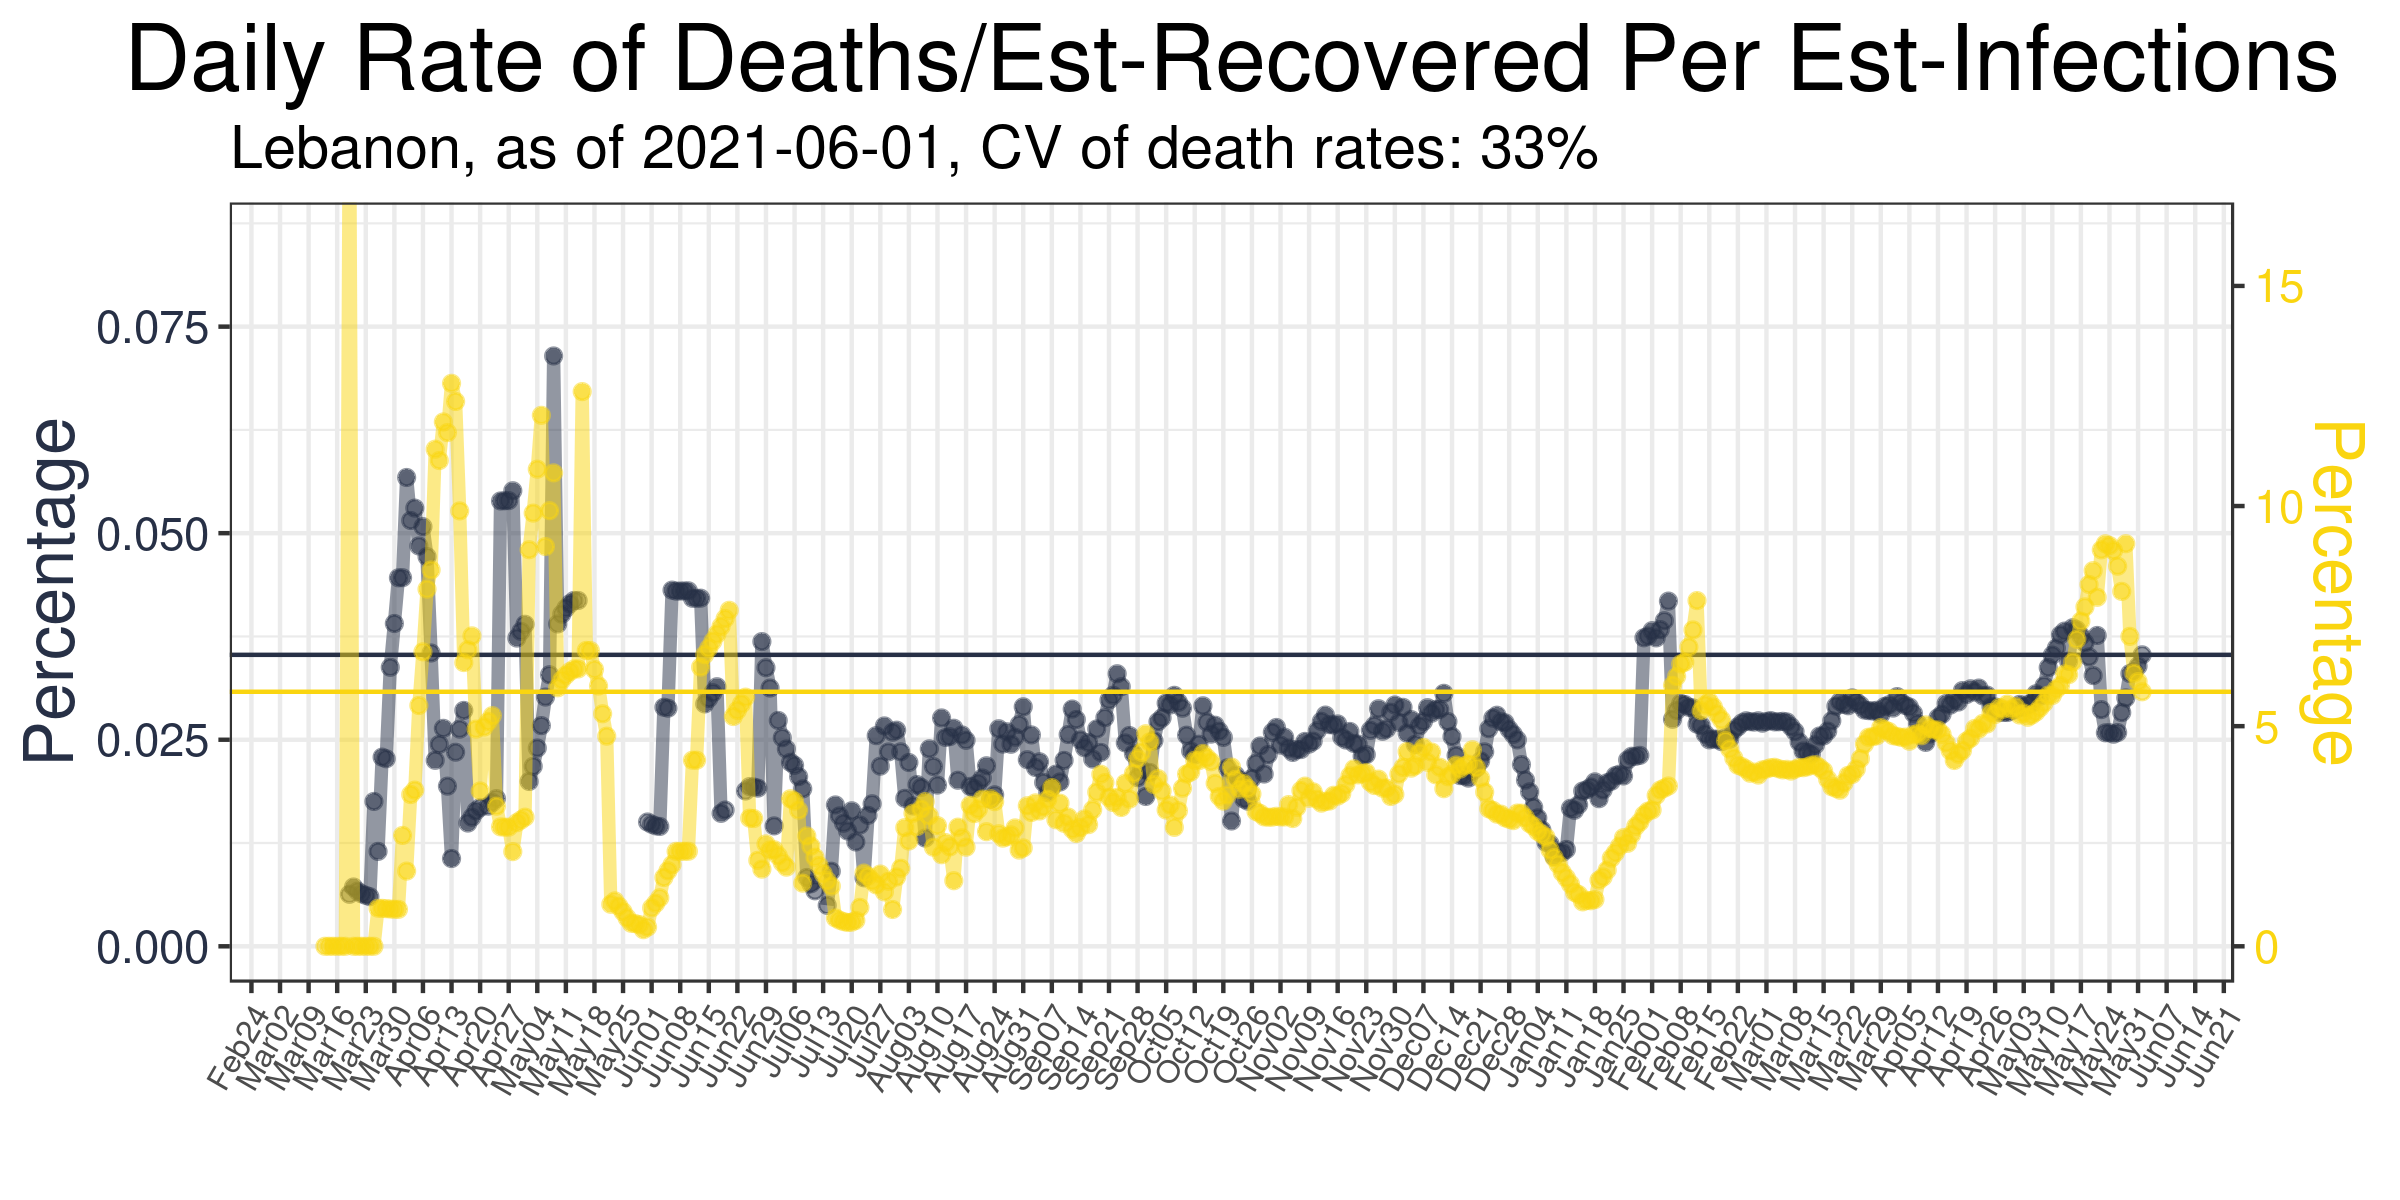 Daily Rate of Deaths/Est-Recovered Per Est-Infections
Lebanon, as of 2021-06-01, CV of death rates: 33%
Percentage
0.075
0.050
0.025
0.000
15
10
5
0
Percentage
Feb24
Mar02
Mar09
Mar16
Mar23
Mar30
Apr06
Apr13
Apr20
Apr27
May04
May11
May18
May25
Jun01
Jun08
Jun15
Jun22
Jun29
Jul06
Jul13
Jul20
Jul27
Aug03
Aug10
Aug17
Aug24
Aug31
Sep07
Sep14
Sep21
Sep28
Oct05
Oct12
Oct19
Oct26
Nov02
Nov09
Nov16
Nov23
Nov30
Dec07
Dec14
Dec21
Dec28
Jan04
Jan11
Jan18
Jan25
Feb01
Feb08
Feb15
Feb22
Mar01
Mar08
Mar15
Mar22
Mar29
Apr05
Apr12
Apr19
Apr26
May03
May10
May17
May24
May31
Jun07
Jun14
Jun21